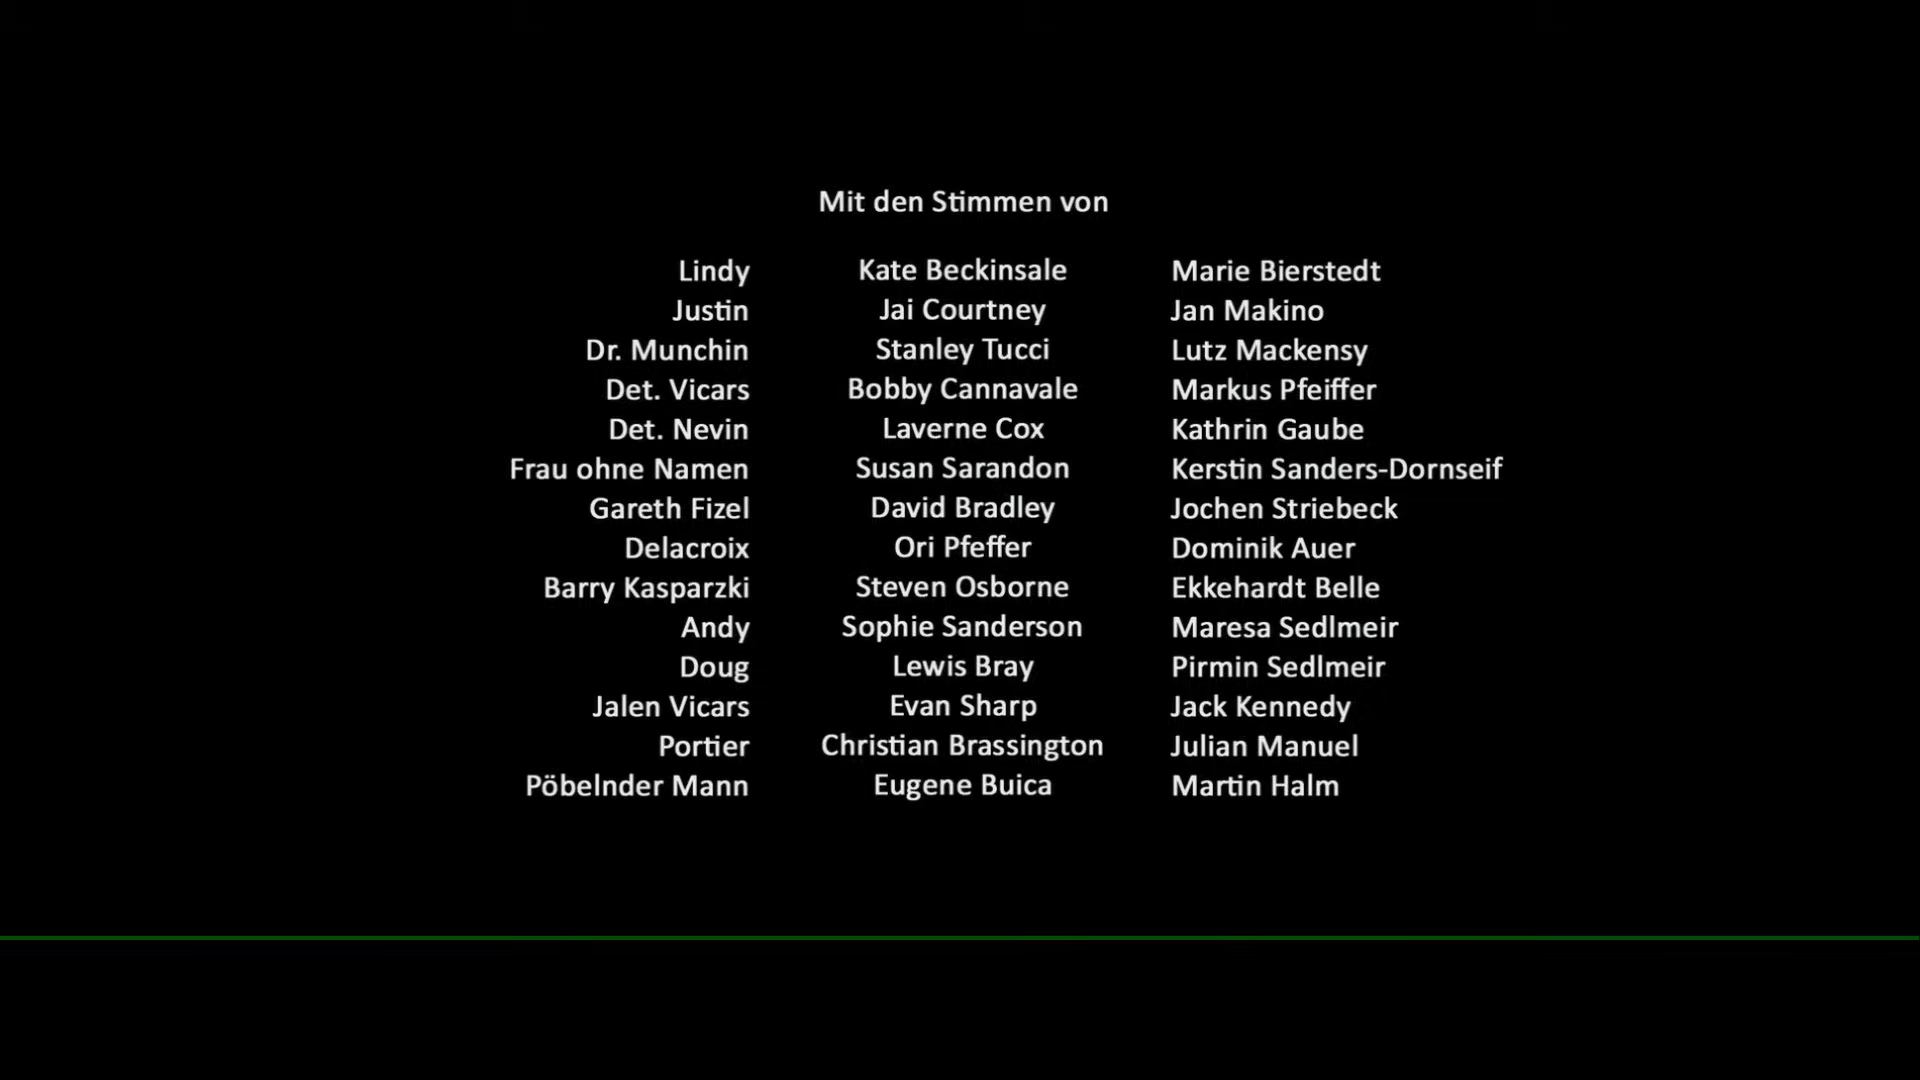 Mit den Stimmen von
Lindy Kate Beckinsale Marie Bierstedt
Justin Jai Courtney Jan Makino
Dr. Munchin Stanley Tucci Lutz Mackensy
Det. Vicars Bobby Cannavale Markus Pfeiffer
Det. Nevin Laverne Cox Kathrin Gaube
Frau ohne Namen Susan Sarandon Kerstin Sanders-Dornseif
Gareth Fizel David Bradley Jochen Striebeck
Delacroix Ori Pfeffer Dominik Auer
Barry Kasparzki Steven Osborne Ekkehardt Belle
Andy Sophie Sanderson Maresa Sedlmeir
Doug Lewis Bray Pirmin Sedlmeir
Jalen Vicars Evan Sharp Jack Kennedy
Portier Christian Brassington Julian Manuel
Pöbelnder Mann Eugene Buica Martin Halm